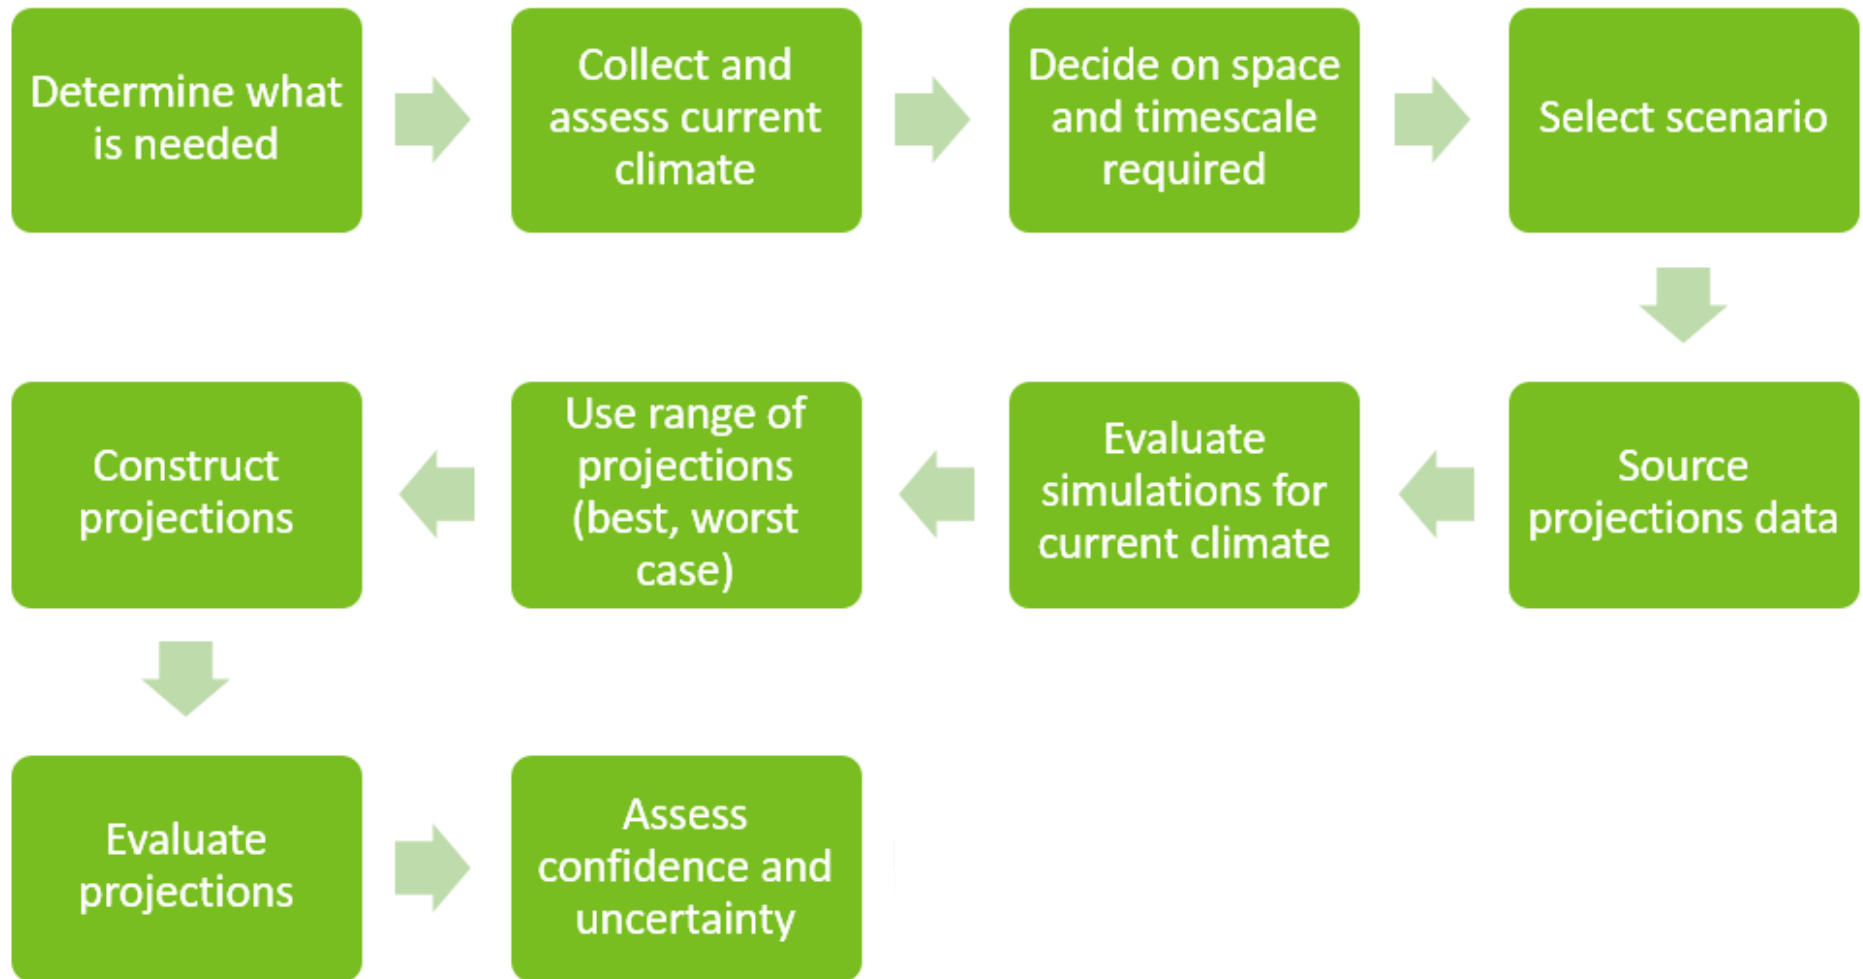 Determine what
is needed
Collect and
assess current
climate
Decide on space
and timescale
required
Select scenario
Source
projections data
Evaluate
simulations for
current climate
Use range of
projections
(best, worst
case)
Construct
projections
Evaluate
projections
Assess
confidence and
uncertainty